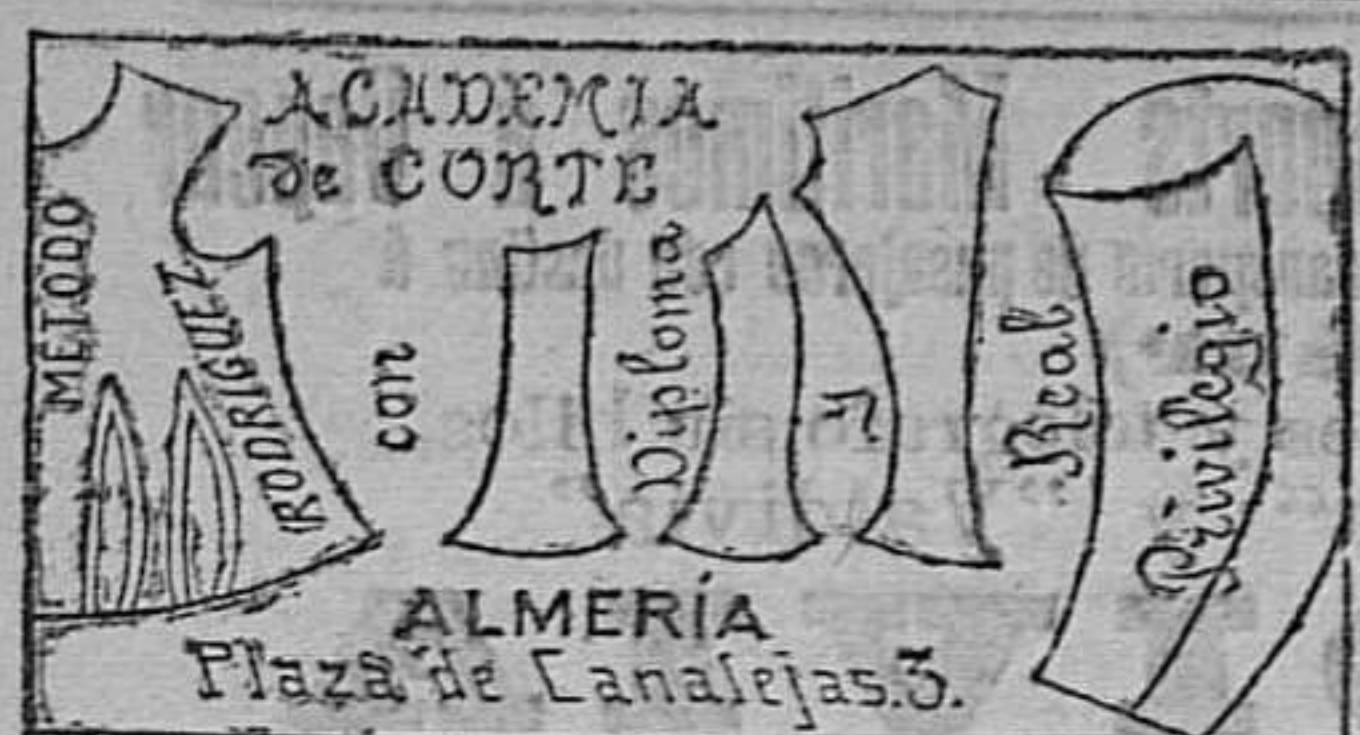 ACADEMIA
de CORTE
METODO
RODRIGUEZ
con
Diploma
y
Real
Privilegio
ALMERÍA
Plaza de Canalejas.3.